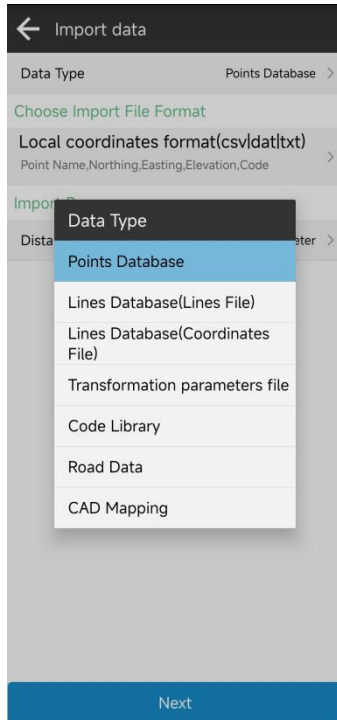 Import data
Data Type Points Database >
Choose Import File Format
Local coordinates format(csv|dat|txt) >
Point Name,Northing,Easting,Elevation,Code
Data Type
Points Database
Lines Database(Lines File)
Lines Database(Coordinates
File)
Transformation parameters file
Code Library
Road Data
CAD Mapping
Next